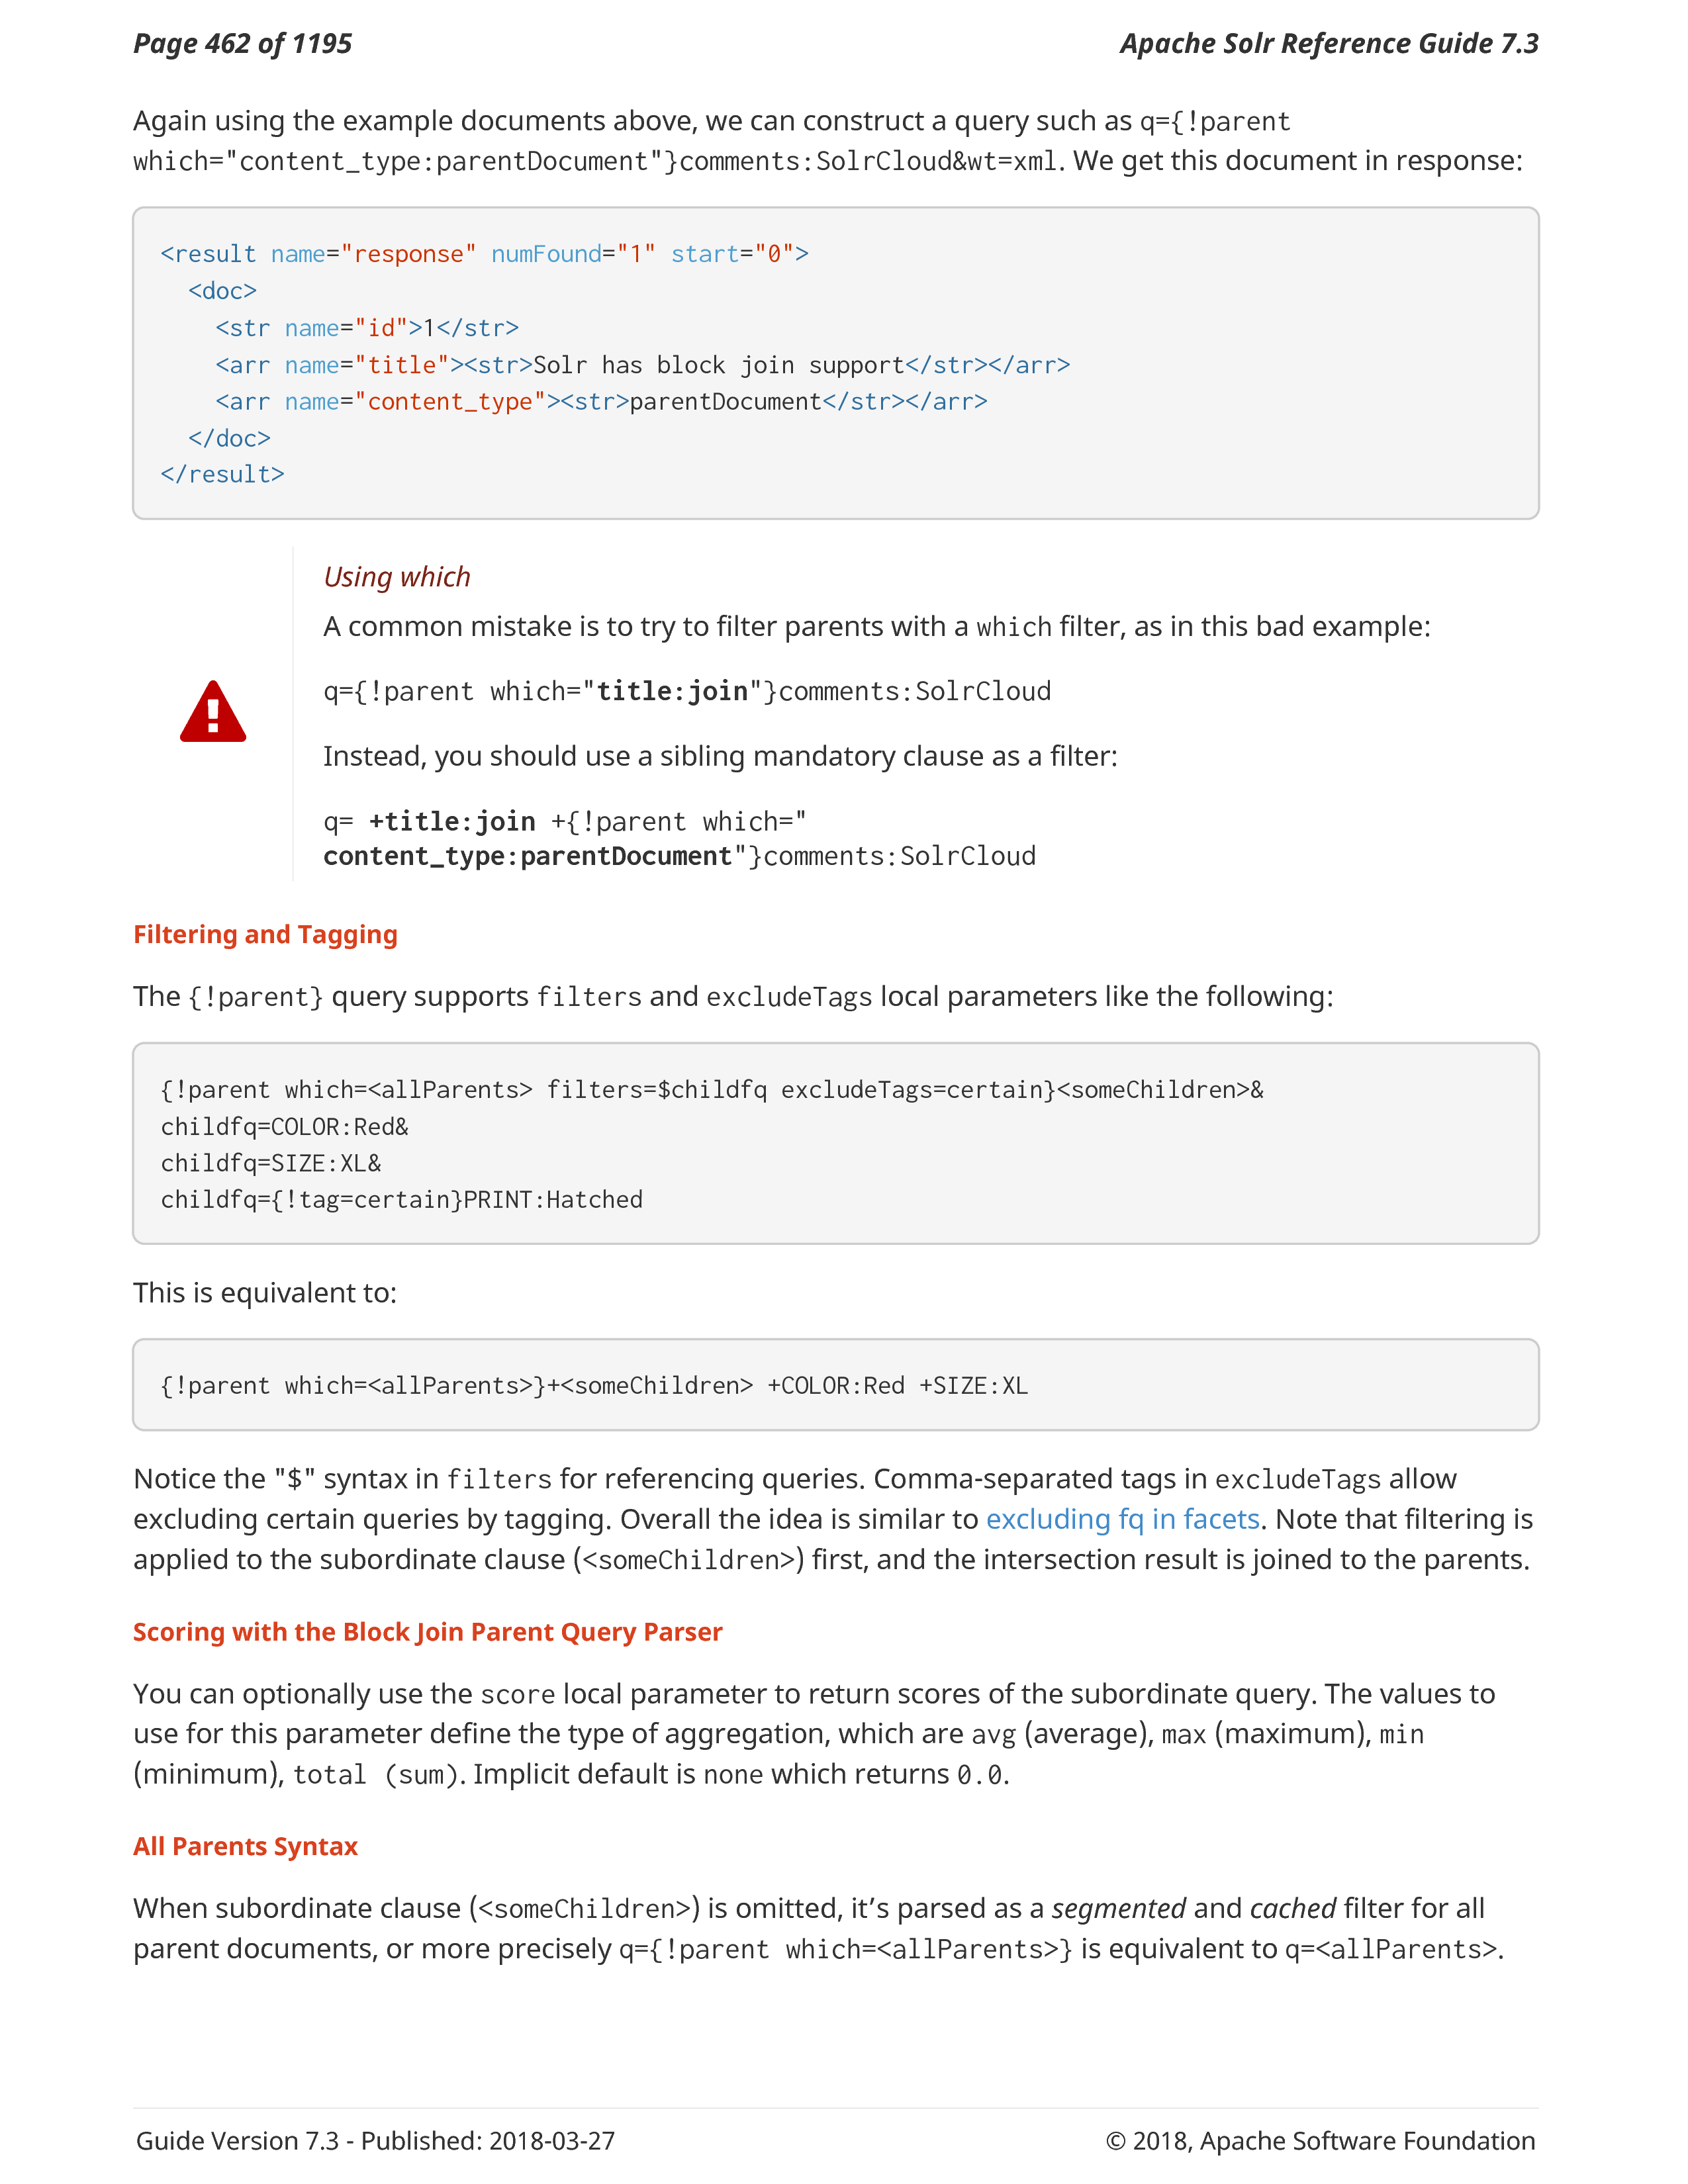 Page 462 of 1195
Apache Solr Reference Guide 7.3
Again using the example documents above, we can construct a query such as q={!parent
which="content_type:parentDocument"}comments:SolrCloud&wt=xml. We get this document in response:
<result name="response" numFound="1" start="0">
  <doc>
    <str name="id">1</str>
    <arr name="title"><str>Solr has block join support</str></arr>
    <arr name="content_type"><str>parentDocument</str></arr>
  </doc>
</result>
Using which
A common mistake is to try to filter parents with a which filter, as in this bad example:
q={!parent which="title:join"}comments:SolrCloud
Instead, you should use a sibling mandatory clause as a filter:
q= +title:join +{!parent which="
content_type:parentDocument"}comments:SolrCloud
Filtering and Tagging
The {!parent} query supports filters and excludeTags local parameters like the following:
{!parent which=<allParents> filters=$childfq excludeTags=certain}<someChildren>&
childfq=COLOR:Red&
childfq=SIZE:XL&
childfq={!tag=certain}PRINT:Hatched
This is equivalent to:
{!parent which=<allParents>}+<someChildren> +COLOR:Red +SIZE:XL
Notice the "$" syntax in filters for referencing queries. Comma-separated tags in excludeTags allow
excluding certain queries by tagging. Overall the idea is similar to excluding fq in facets. Note that filtering is
applied to the subordinate clause (<someChildren>) first, and the intersection result is joined to the parents.
Scoring with the Block Join Parent Query Parser
You can optionally use the score local parameter to return scores of the subordinate query. The values to
use for this parameter define the type of aggregation, which are avg (average), max (maximum), min
(minimum), total (sum). Implicit default is none which returns 0.0.
All Parents Syntax
When subordinate clause (<someChildren>) is omitted, it’s parsed as a segmented and cached filter for all
parent documents, or more precisely q={!parent which=<allParents>} is equivalent to q=<allParents>.
Guide Version 7.3 - Published: 2018-03-27
© 2018, Apache Software Foundation